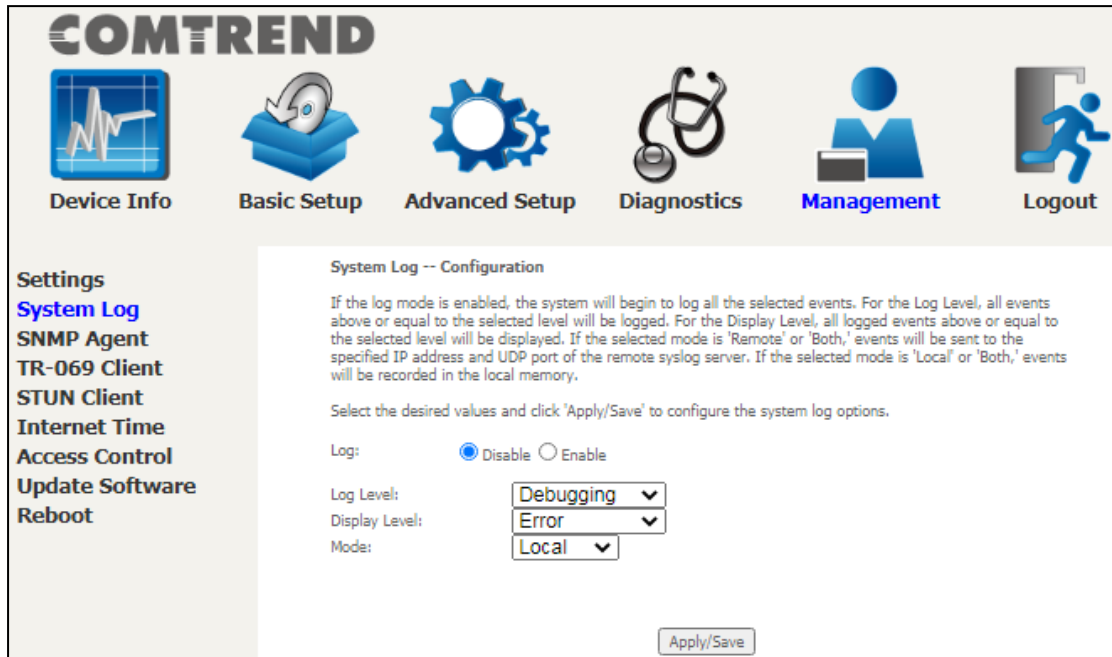 COMTREND
Device Info
Basic Setup
Advanced Setup
Diagnostics
Management
Logout
Settings
System Log
SNMP Agent
TR-069 Client
STUN Client
Internet Time
Access Control
Update Software
Reboot
System Log -- Configuration
If the log mode is enabled, the system will begin to log all the selected events. For the Log Level, all events
above or equal to the selected level will be logged. For the Display Level, all logged events above or equal to
the selected level will be displayed. If the selected mode is 'Remote' or 'Both,' events will be sent to the
specified IP address and UDP port of the remote syslog server. If the selected mode is 'Local' or 'Both,' events
will be recorded in the local memory.
Select the desired values and click 'Apply/Save' to configure the system log options.
Log: Disable Enable
Log Level: Debugging
Display Level: Error
Mode: Local
Apply/Save